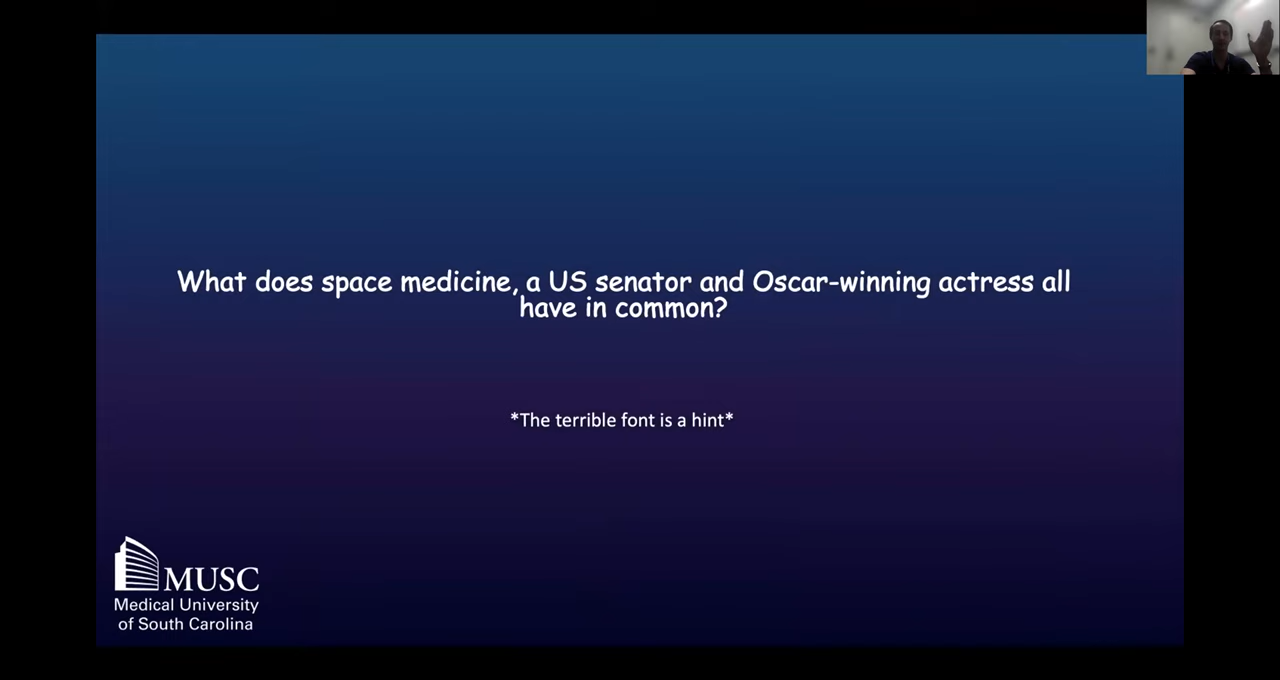 What does space medicine, a US senator and Oscar-winning actress all
have in common?
*The terrible font is a hint*
MUSC
Medical University
of South Carolina